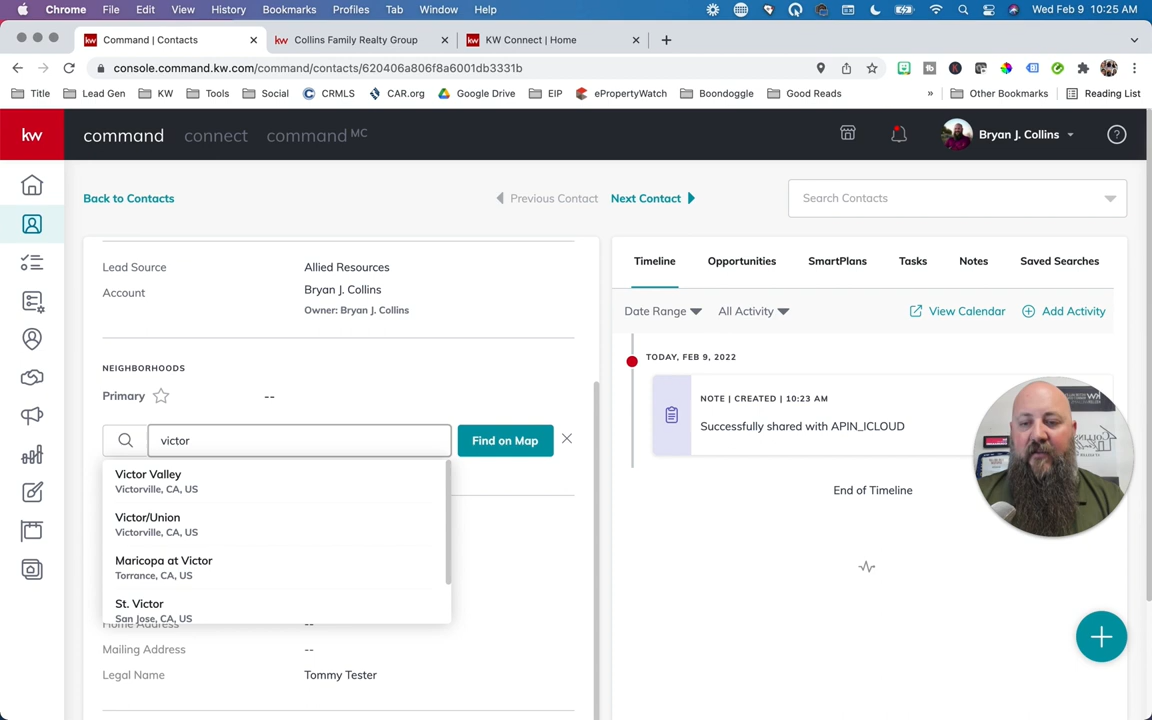 Chrome File Edit View History Bookmarks Profiles Tab Window Help Wed Feb 9 10:25 AM
kw Command | Contacts kw Collins Family Realty Group kw KW Connect | Home
console.command.kw.com/command/contacts/620406a806f8a6001db3331b
Title Lead Gen KW Tools Social CRMLS CAR.org Google Drive EIP ePropertyWatch Boondoggle Good Reads » Other Bookmarks Reading List
kw command connect command MC Bryan J. Collins ?
Back to Contacts Previous Contact Next Contact Search Contacts
Lead Source Allied Resources
Account Bryan J. Collins
Owner: Bryan J. Collins
NEIGHBORHOODS
Primary --
victor Find on Map
Victor Valley
Victorville, CA, US
Victor/Union
Victorville, CA, US
Maricopa at Victor
Torrance, CA, US
St. Victor
San Jose, CA, US
Home Address --
Mailing Address --
Legal Name Tommy Tester
Timeline Opportunities SmartPlans Tasks Notes Saved Searches
Date Range All Activity View Calendar Add Activity
TODAY, FEB 9, 2022
NOTE | CREATED | 10:23 AM
Successfully shared with APIN_ICLOUD
End of Timeline